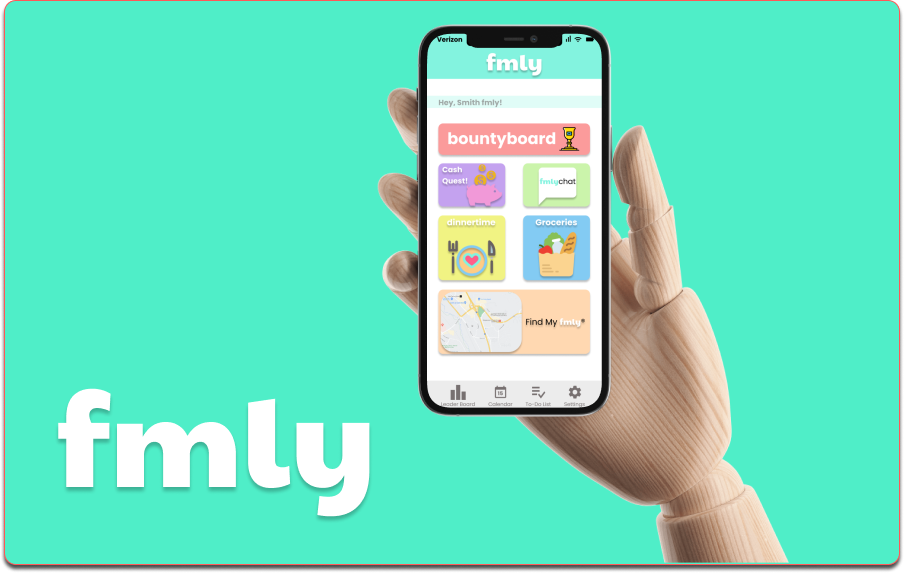 Verizon
fmly
Hey, Smith fmly!
bountyboard
Cash
Quest!
fmlychat
dinnertime
Groceries
Find My fmly
Leader Board
Calendar
To-Do List
Settings
fmly